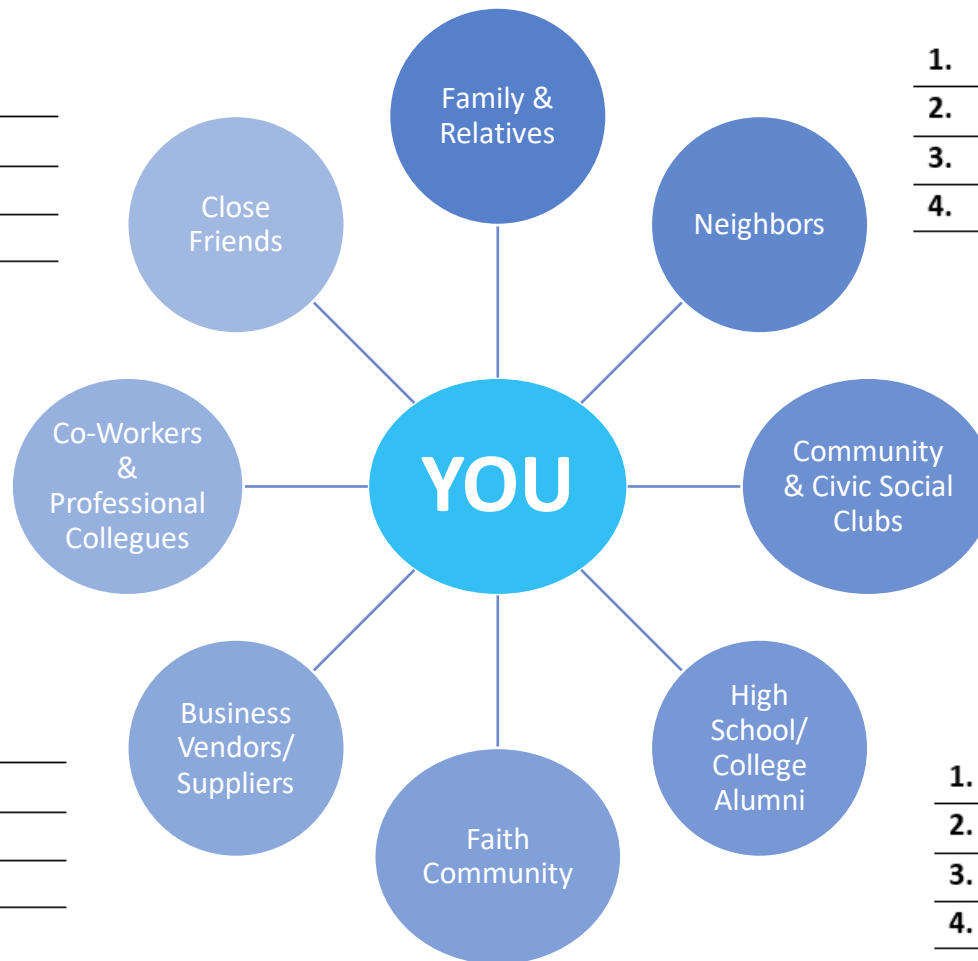 Family &
Relatives
1.
2.
3.
4.
Close
Friends
Neighbors
Co-Workers
&
Professional
Collegues
YOU
Community
& Civic Social
Clubs
Business
Vendors/
Suppliers
High
School/
College
Alumni
Faith
Community
1.
2.
3.
4.